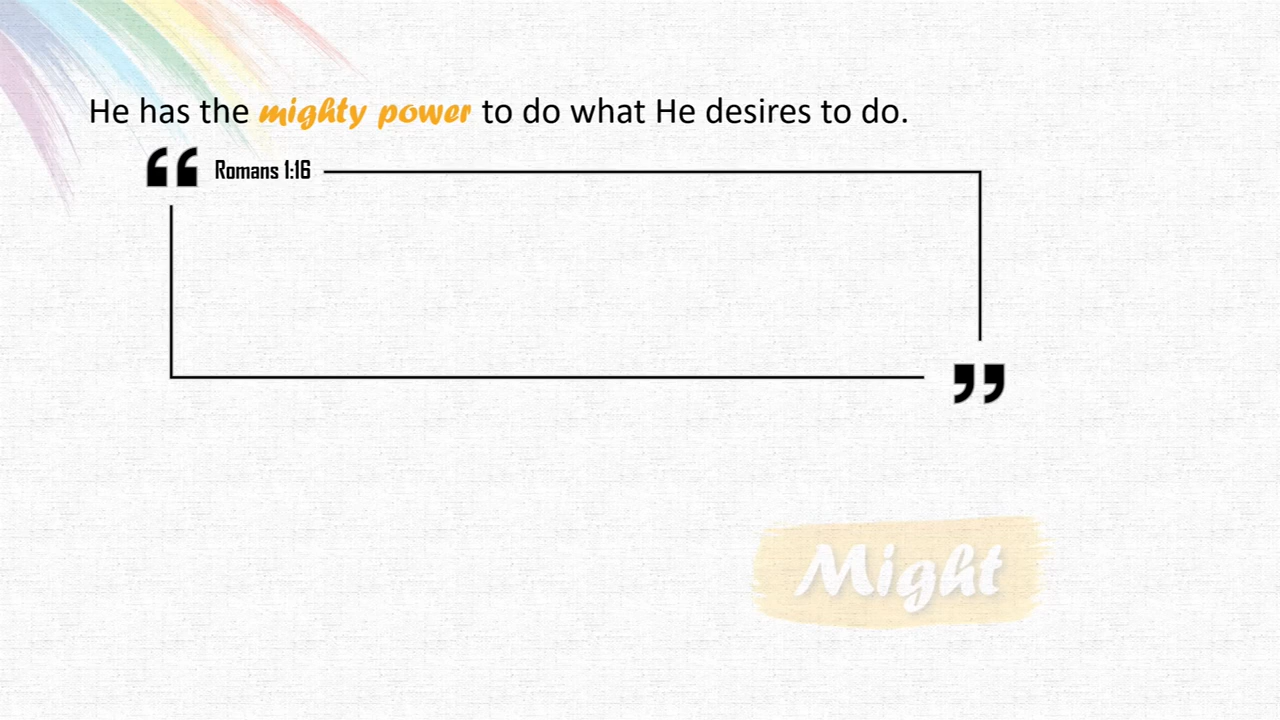 He has the mighty power to do what He desires to do.
“ Romans 1:16
”
Might